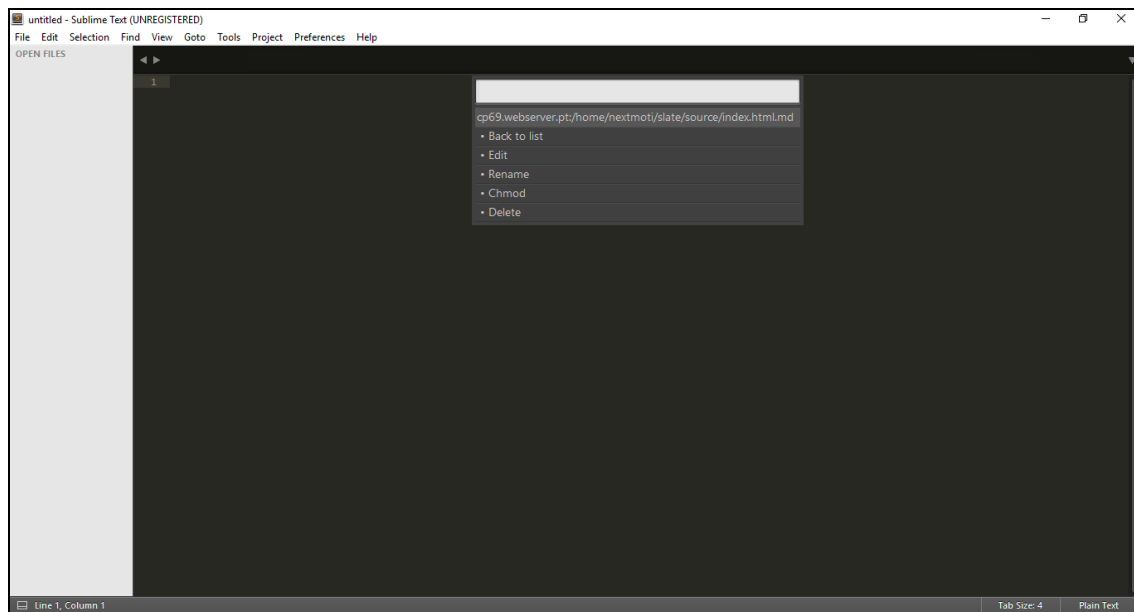 untitled - Sublime Text (UNREGISTERED)
File Edit Selection Find View Goto Tools Project Preferences Help
OPEN FILES
1
cp69.webserver.pt:/home/nextmoti/slate/source/index.html.md
• Back to list
• Edit
• Rename
• Chmod
• Delete
Line 1, Column 1
Tab Size: 4
Plain Text